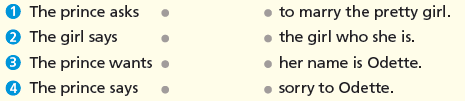 1 The prince asks • • to marry the pretty girl.
2 The girl says • • the girl who she is.
3 The prince wants • • her name is Odette.
4 The prince says • • sorry to Odette.